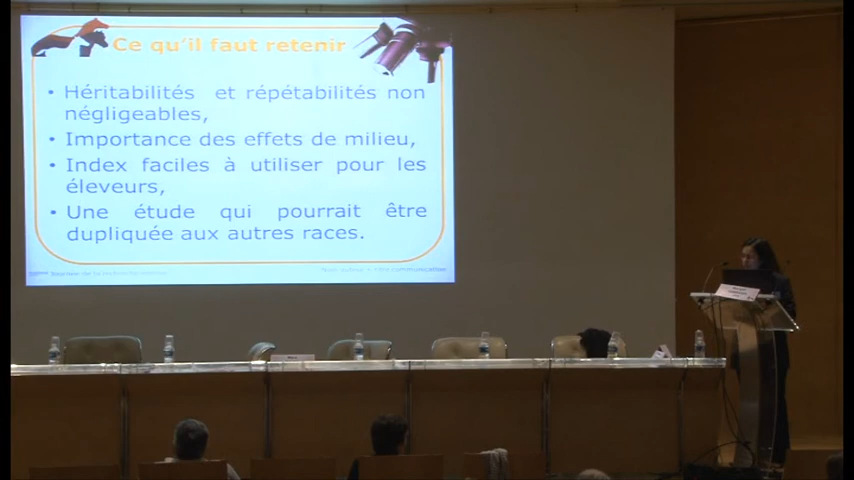 Ce qu'il faut retenir
• Héritabilités et répétabilités non
négligeables,
• Importance des effets de milieu,
• Index faciles à utiliser pour les
éleveurs,
• Une étude qui pourrait être
dupliquée aux autres races.